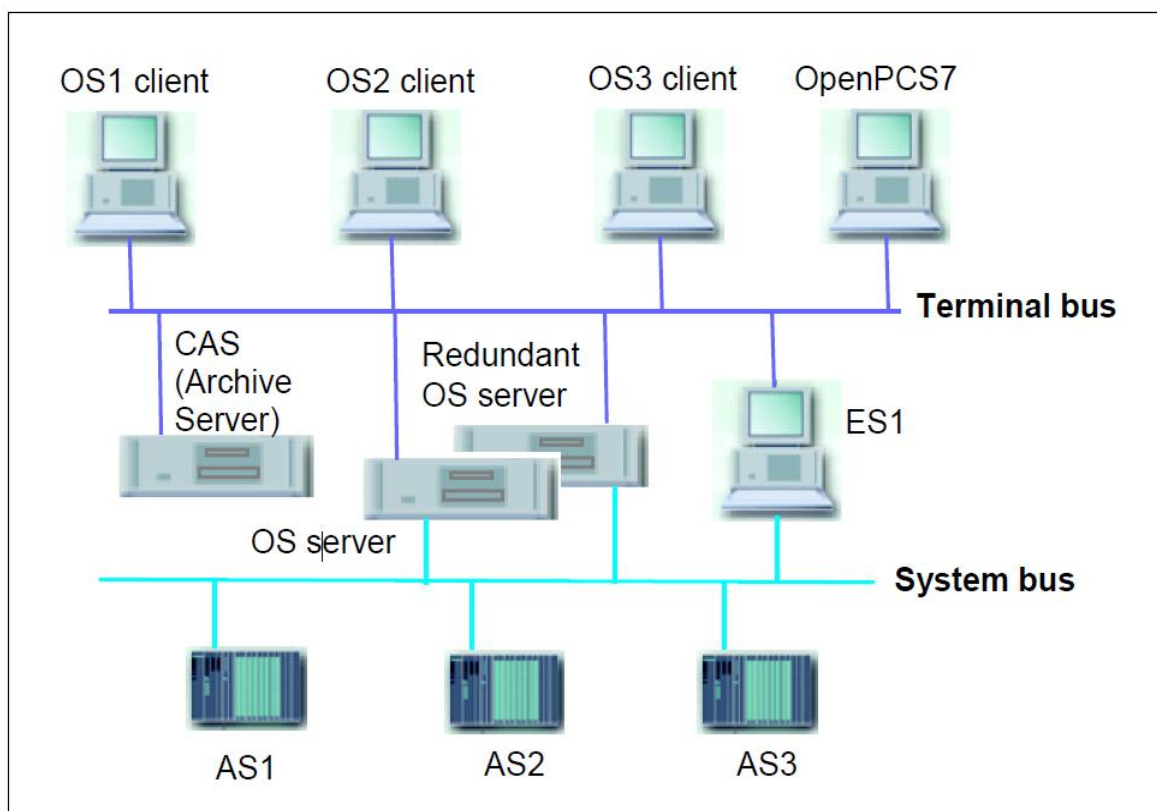 OS1 client
OS2 client
OS3 client
OpenPCS7
Terminal bus
CAS
(Archive
Server)
Redundant
OS server
ES1
OS server
System bus
AS1
AS2
AS3